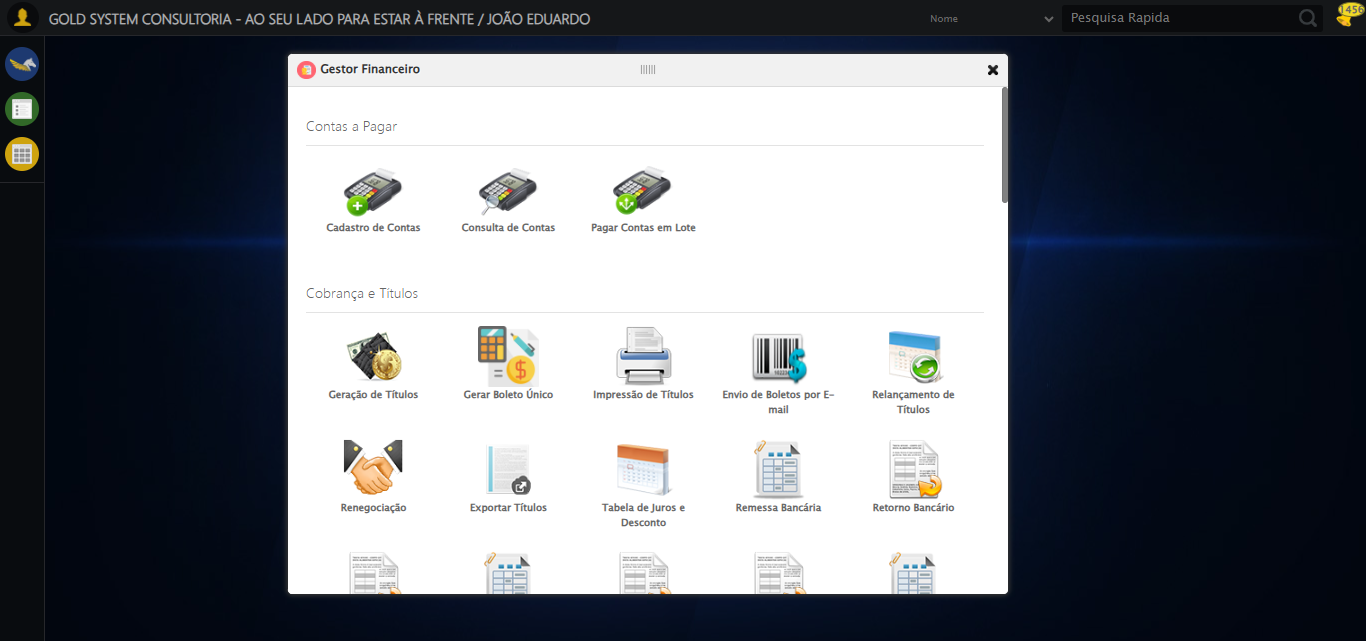 GOLD SYSTEM CONSULTORIA - AO SEU LADO PARA ESTAR À FRENTE / JOÃO EDUARDO
Nome
Pesquisa Rapida
1456
Gestor Financeiro
Contas a Pagar
Cadastro de Contas
Consulta de Contas
Pagar Contas em Lote
Cobrança e Títulos
Geração de Títulos
Gerar Boleto Único
Impressão de Títulos
Envio de Boletos por E-
mail
Relançamento de
Títulos
Renegociação
Exportar Títulos
Tabela de Juros e
Desconto
Remessa Bancária
Retorno Bancário